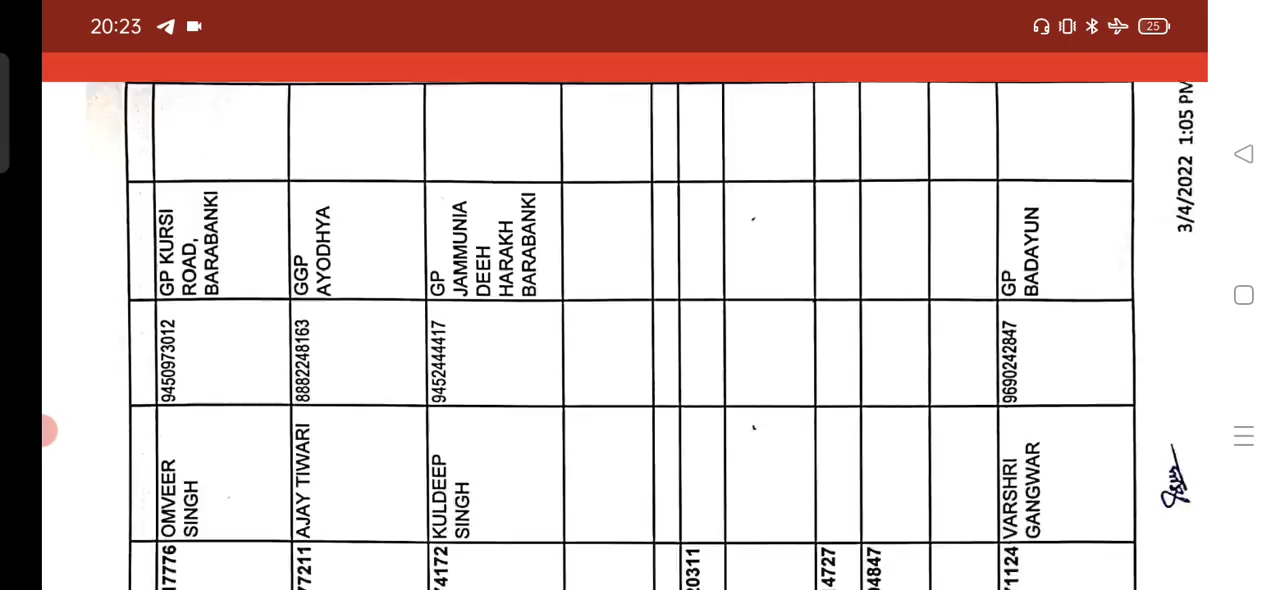 20:23
25
17776
OMVEER
SINGH
9450973012
GP KURSI
ROAD,
BARABANKI
77211
AJAY TIWARI
8882248163
GGP
AYODHYA
74172
KULDEEP
SINGH
9452444417
GP
JAMMUNIA
DEEH
HARAKH
BARABANKI
20311
14727
94847
71124
VARSHRI
GANGWAR
9690242847
GP
BADAYUN
3/4/2022 1:05 PM